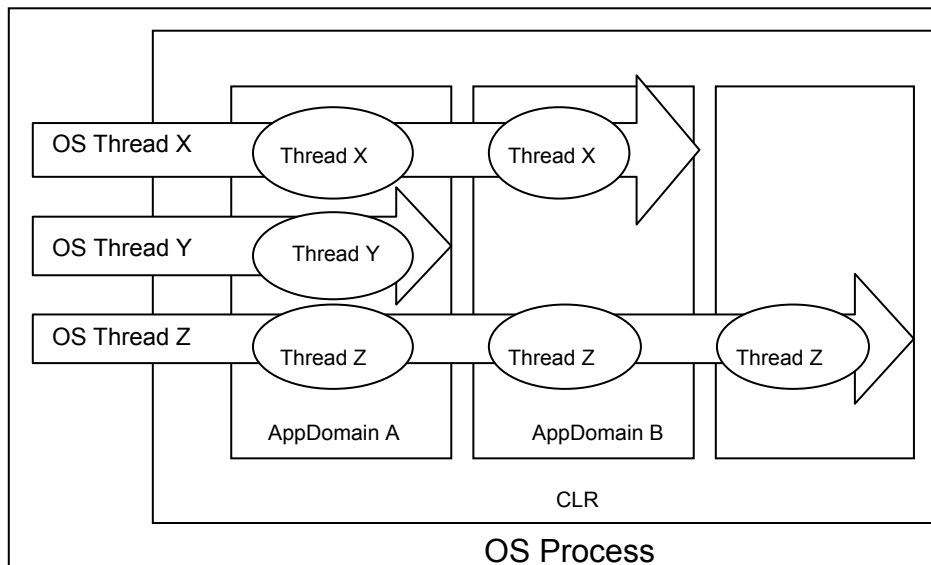 OS Thread X
Thread X
Thread X
OS Thread Y
Thread Y
OS Thread Z
Thread Z
Thread Z
Thread Z
AppDomain A
AppDomain B
CLR
OS Process